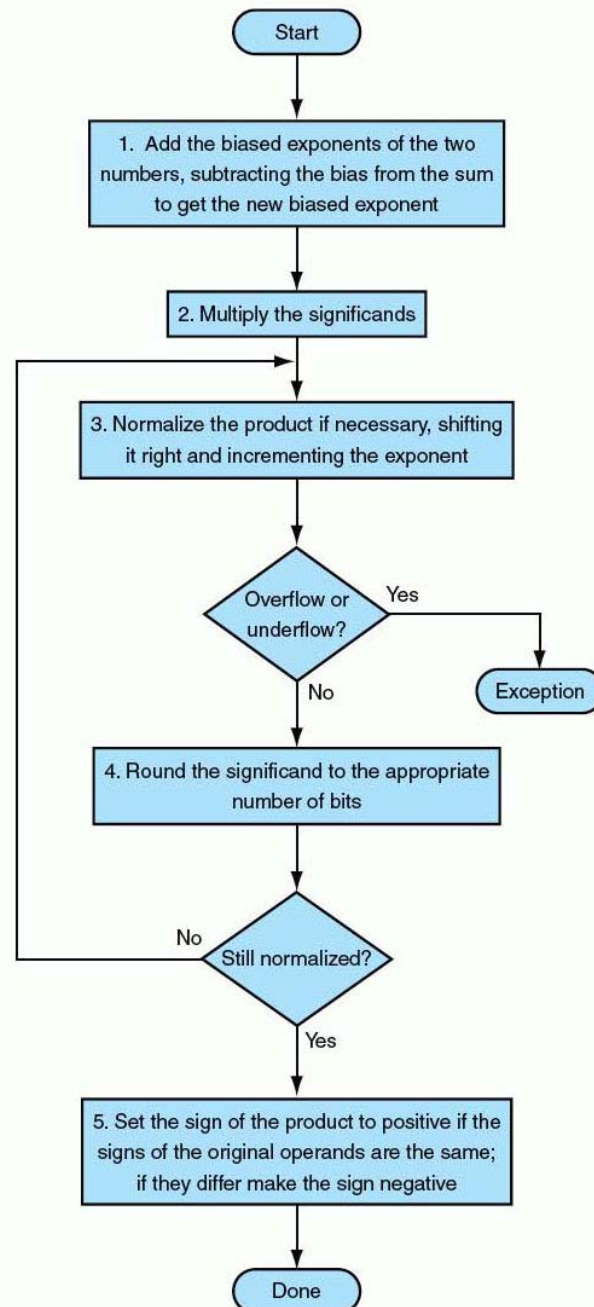 Start
1. Add the biased exponents of the two
numbers, subtracting the bias from the sum
to get the new biased exponent
2. Multiply the significands
3. Normalize the product if necessary, shifting
it right and incrementing the exponent
Overflow or
underflow?
Yes
No
Exception
4. Round the significand to the appropriate
number of bits
No
Still normalized?
Yes
5. Set the sign of the product to positive if the
signs of the original operands are the same;
if they differ make the sign negative
Done